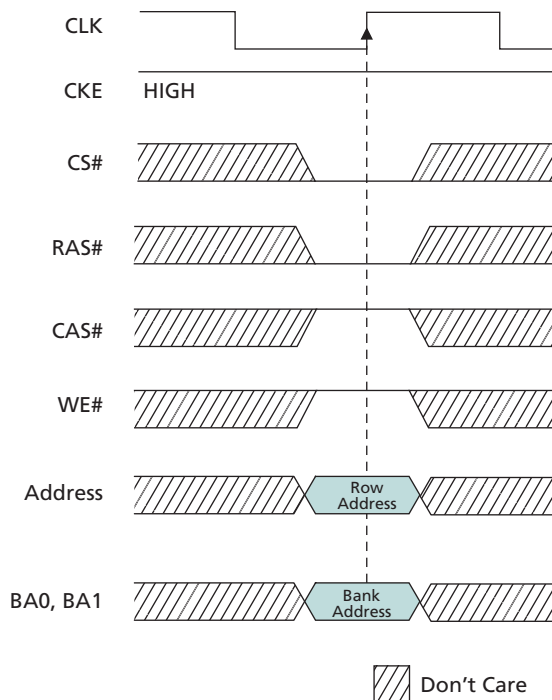 CLK
CKE HIGH
CS#
RAS#
CAS#
WE#
Address Row
Address
BA0, BA1 Bank
Address
Don't Care